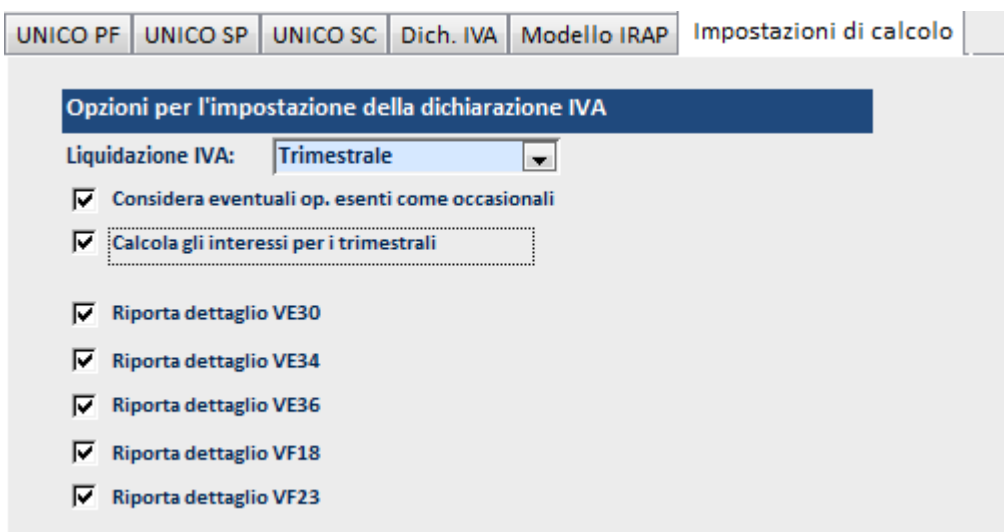 UNICO PF UNICO SP UNICO SC Dich. IVA Modello IRAP Impostazioni di calcolo
Opzioni per l'impostazione della dichiarazione IVA
Liquidazione IVA: Trimestrale
Considera eventuali op. esenti come occasionali
Calcola gli interessi per i trimestrali
Riporta dettaglio VE30
Riporta dettaglio VE34
Riporta dettaglio VE36
Riporta dettaglio VF18
Riporta dettaglio VF23